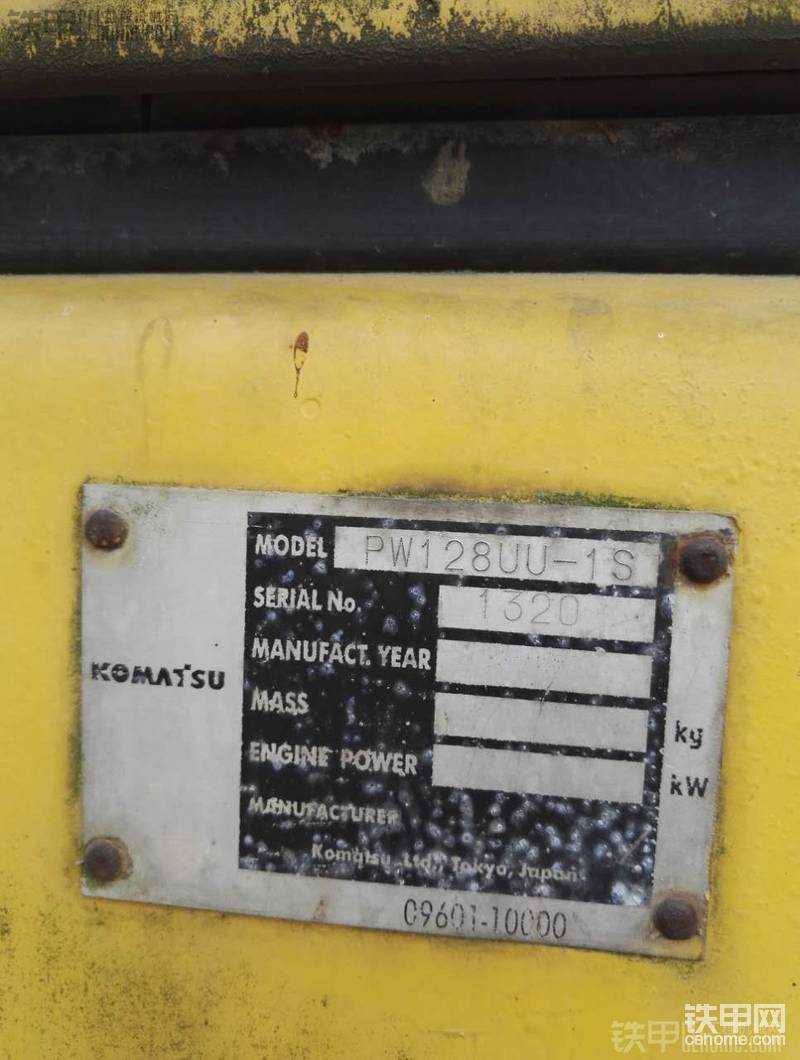 MODEL PW128UU-1S
SERIAL No. 1320
MANUFACT. YEAR
KOMATSU
MASS kg
ENGINE POWER kW
MANUFACTURER
Komatsu Ltd., Tokyo, Japan
09601-10000
铁甲网
cehome.com